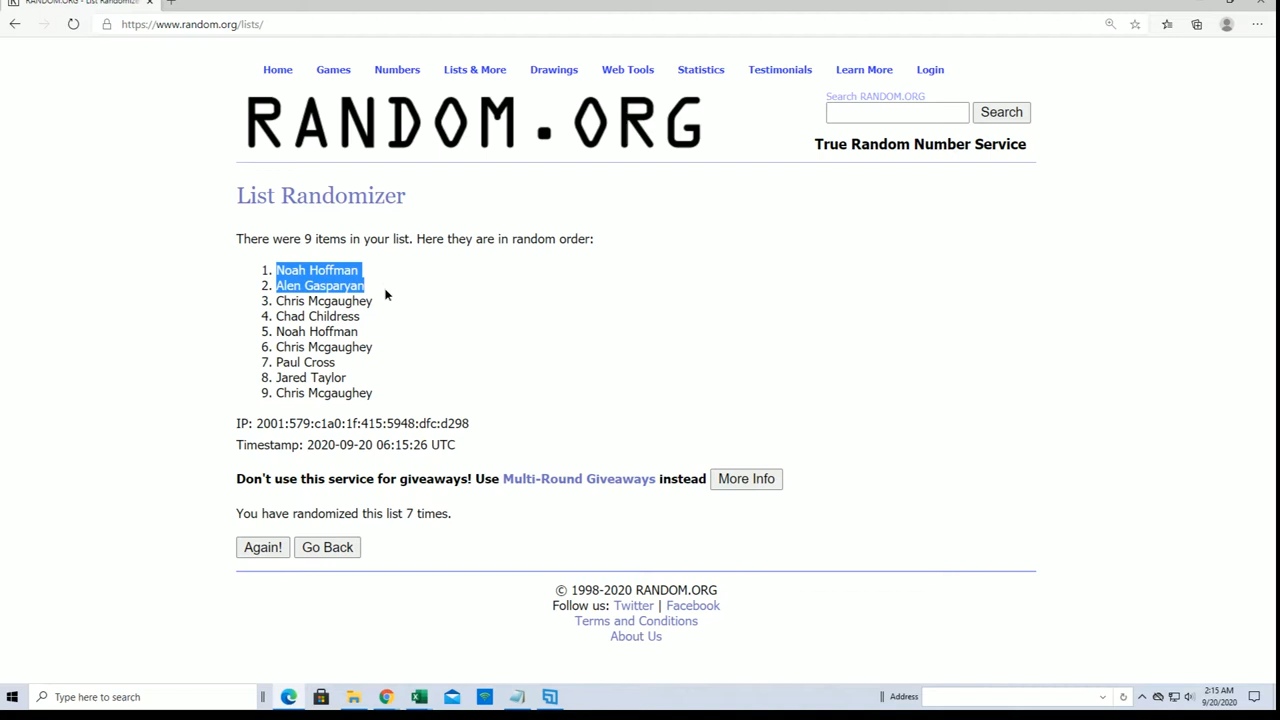 RANDOM.ORG - List Randomize
https://www.random.org/lists/
Home Games Numbers Lists & More Drawings Web Tools Statistics Testimonials Learn More Login
RANDOM.ORG
Search RANDOM.ORG
Search
True Random Number Service
List Randomizer
There were 9 items in your list. Here they are in random order:
1. Noah Hoffman
2. Alen Gasparyan
3. Chris Mcgaughey
4. Chad Childress
5. Noah Hoffman
6. Chris Mcgaughey
7. Paul Cross
8. Jared Taylor
9. Chris Mcgaughey
IP: 2001:579:c1a0:1f:415:5948:dfc:d298
Timestamp: 2020-09-20 06:15:26 UTC
Don't use this service for giveaways! Use Multi-Round Giveaways instead More Info
You have randomized this list 7 times.
Again! Go Back
© 1998-2020 RANDOM.ORG
Follow us: Twitter | Facebook
Terms and Conditions
About Us
Type here to search
Address
2:15 AM
9/20/2020